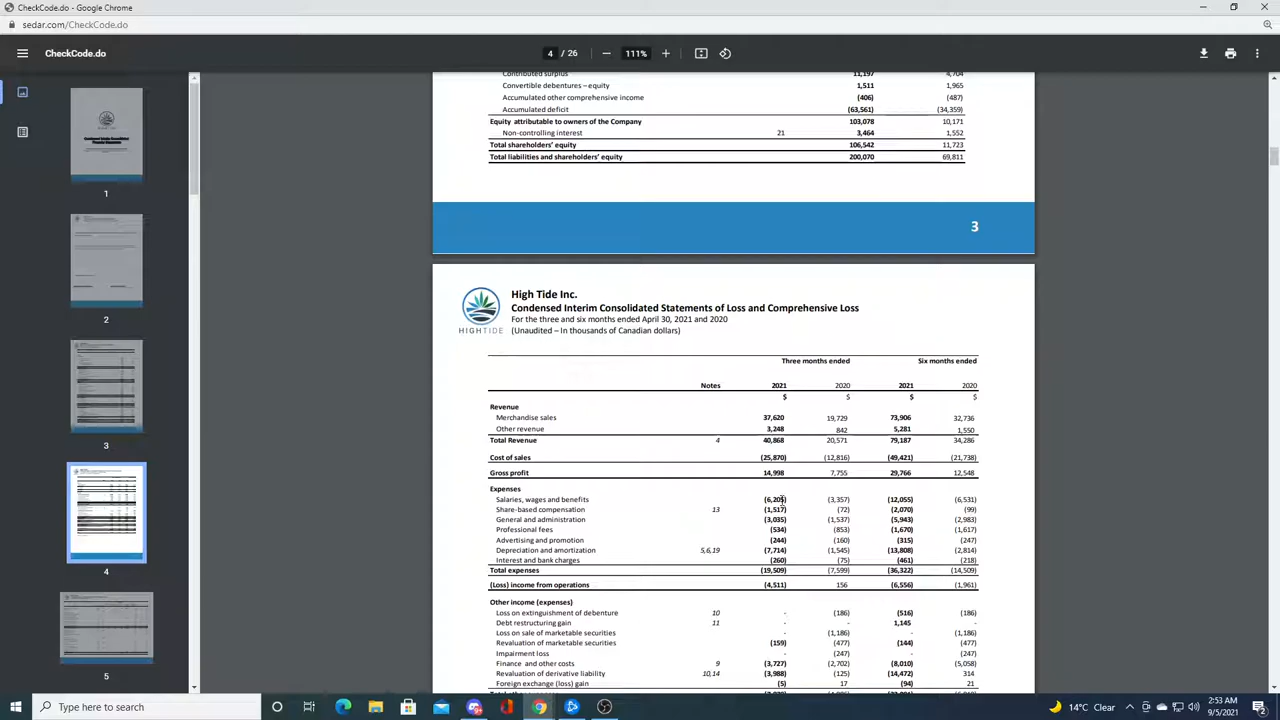 CheckCode.do - Google Chrome
sedar.com/CheckCode.do
CheckCode.do 4 / 26 111%
1
2
3
4
5
Contributed surplus 11,197 4,704
Convertible debentures – equity 1,511 1,965
Accumulated other comprehensive income (406) (487)
Accumulated deficit (63,561) (34,359)
Equity attributable to owners of the Company 103,078 10,171
Non-controlling interest 21 3,464 1,552
Total shareholders' equity 106,542 11,723
Total liabilities and shareholders' equity 200,070 69,811
3
HIGHTIDE
High Tide Inc.
Condensed Interim Consolidated Statements of Loss and Comprehensive Loss
For the three and six months ended April 30, 2021 and 2020
(Unaudited – In thousands of Canadian dollars)
Three months ended Six months ended
Notes 2021 2020 2021 2020
$ $ $ $
Revenue
Merchandise sales 37,620 19,729 73,906 32,736
Other revenue 3,248 842 5,281 1,550
Total Revenue 4 40,868 20,571 79,187 34,286
Cost of sales (25,870) (12,816) (49,421) (21,738)
Gross profit 14,998 7,755 29,766 12,548
Expenses
Salaries, wages and benefits (6,205) (3,357) (12,055) (6,531)
Share-based compensation 13 (1,517) (72) (2,070) (99)
General and administration (3,035) (1,537) (5,943) (2,983)
Professional fees (534) (853) (1,670) (1,617)
Advertising and promotion (244) (160) (315) (247)
Depreciation and amortization 5,6,19 (7,714) (1,545) (13,808) (2,814)
Interest and bank charges (260) (75) (461) (218)
Total expenses (19,509) (7,599) (36,322) (14,509)
(Loss) income from operations (4,511) 156 (6,556) (1,961)
Other income (expenses)
Loss on extinguishment of debenture 10 - (186) (516) (186)
Debt restructuring gain 11 - - 1,145 -
Loss on sale of marketable securities - (1,186) - (1,186)
Revaluation of marketable securities (159) (477) (144) (477)
Impairment loss - (247) - (247)
Finance and other costs 9 (3,727) (2,702) (8,010) (5,058)
Revaluation of derivative liability 10,14 (3,988) (125) (14,472) 314
Foreign exchange (loss) gain (5) 17 (94) 21
Type here to search
14°C Clear
2:53 AM
9/5/2021